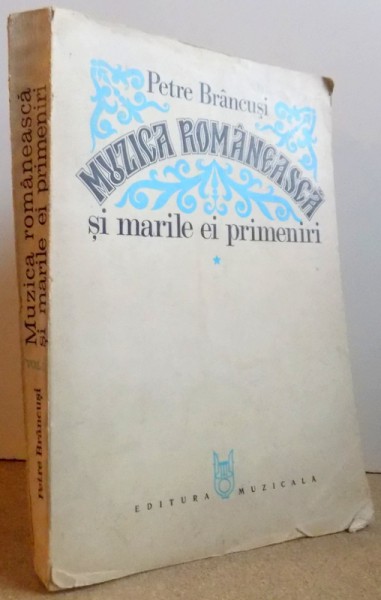 Petre Brâncuși
MUZICA ROMÂNEASCĂ
și marile ei primeniri
*
EDITURA MUZICALĂ
Petre Brâncuși
Muzica românească
și marile ei primeniri